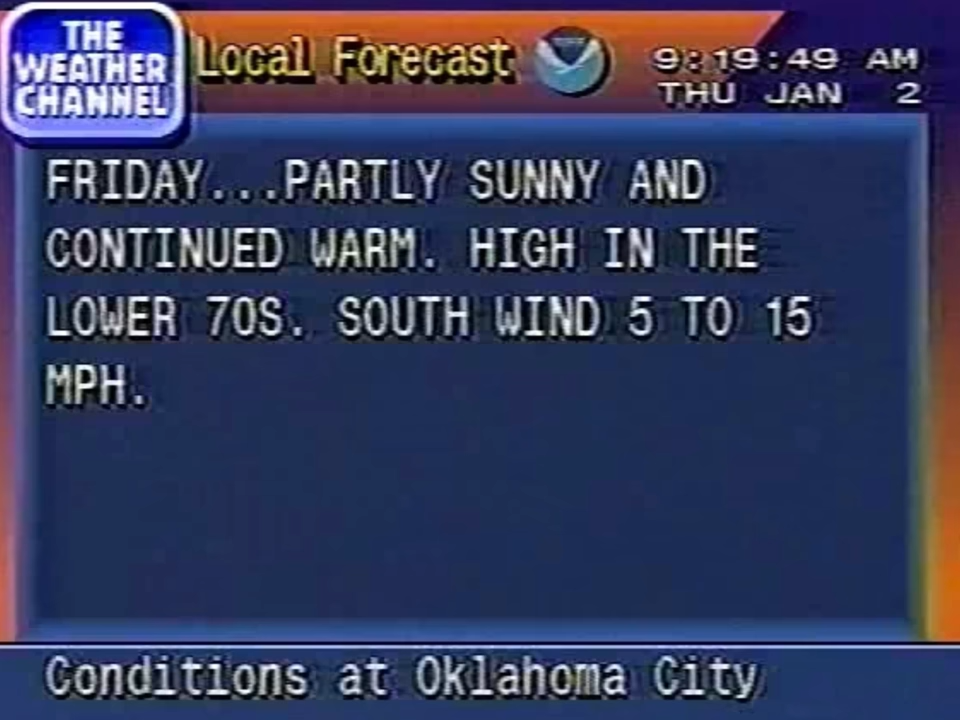 THE
WEATHER
CHANNEL
Local Forecast
9:19:49 AM
THU JAN 2
FRIDAY...PARTLY SUNNY AND
CONTINUED WARM. HIGH IN THE
LOWER 70S. SOUTH WIND 5 TO 15
MPH.
Conditions at Oklahoma City